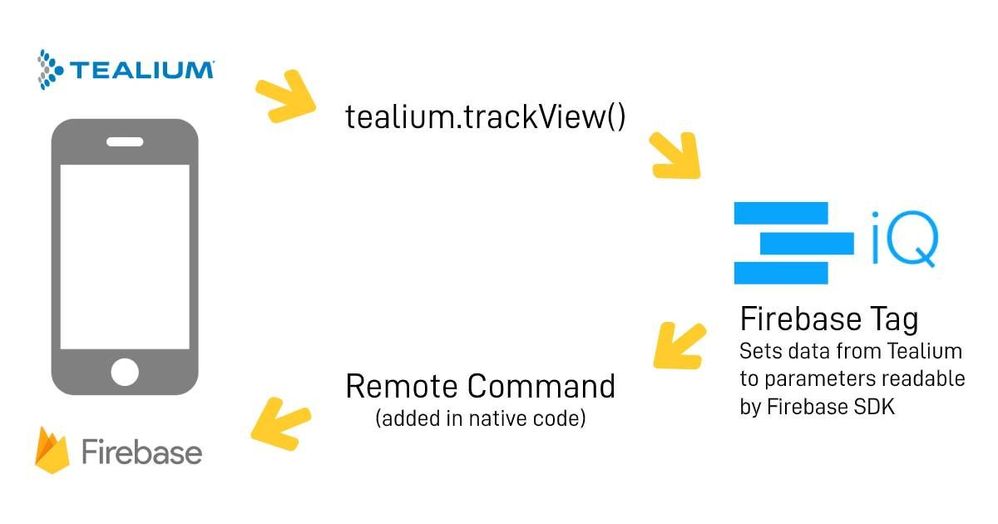 TEALIUM
tealium.trackView()
iQ
Firebase Tag
Sets data from Tealium
to parameters readable
by Firebase SDK
Remote Command
(added in native code)
Firebase